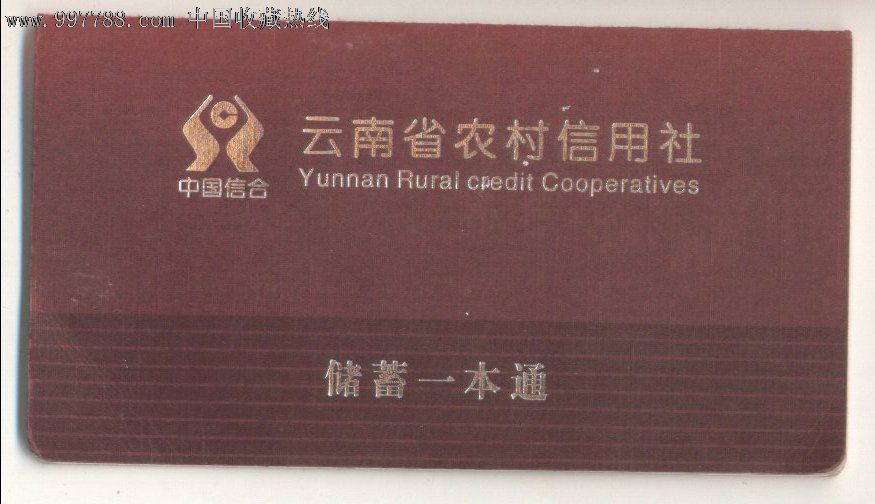 www.997788.com 中国收藏热线
云南省农村信用社
Yunnan Rural credit Cooperatives
中国信合
储蓄一本通